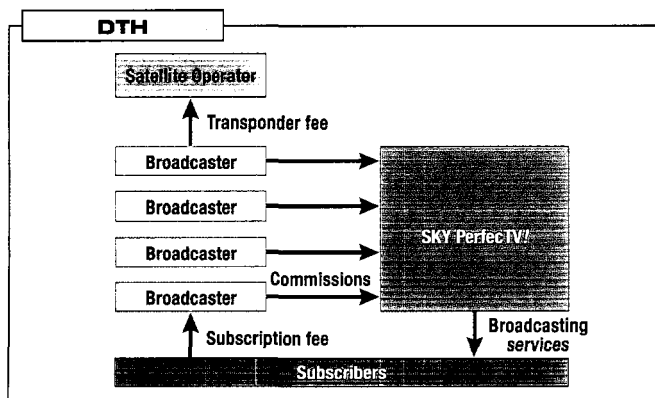 DTH
Satellite Operator
Transponder fee
Broadcaster
Broadcaster
SKY PerfecTV!
Broadcaster
Commissions
Broadcaster
Broadcasting
services
Subscription fee
Subscribers